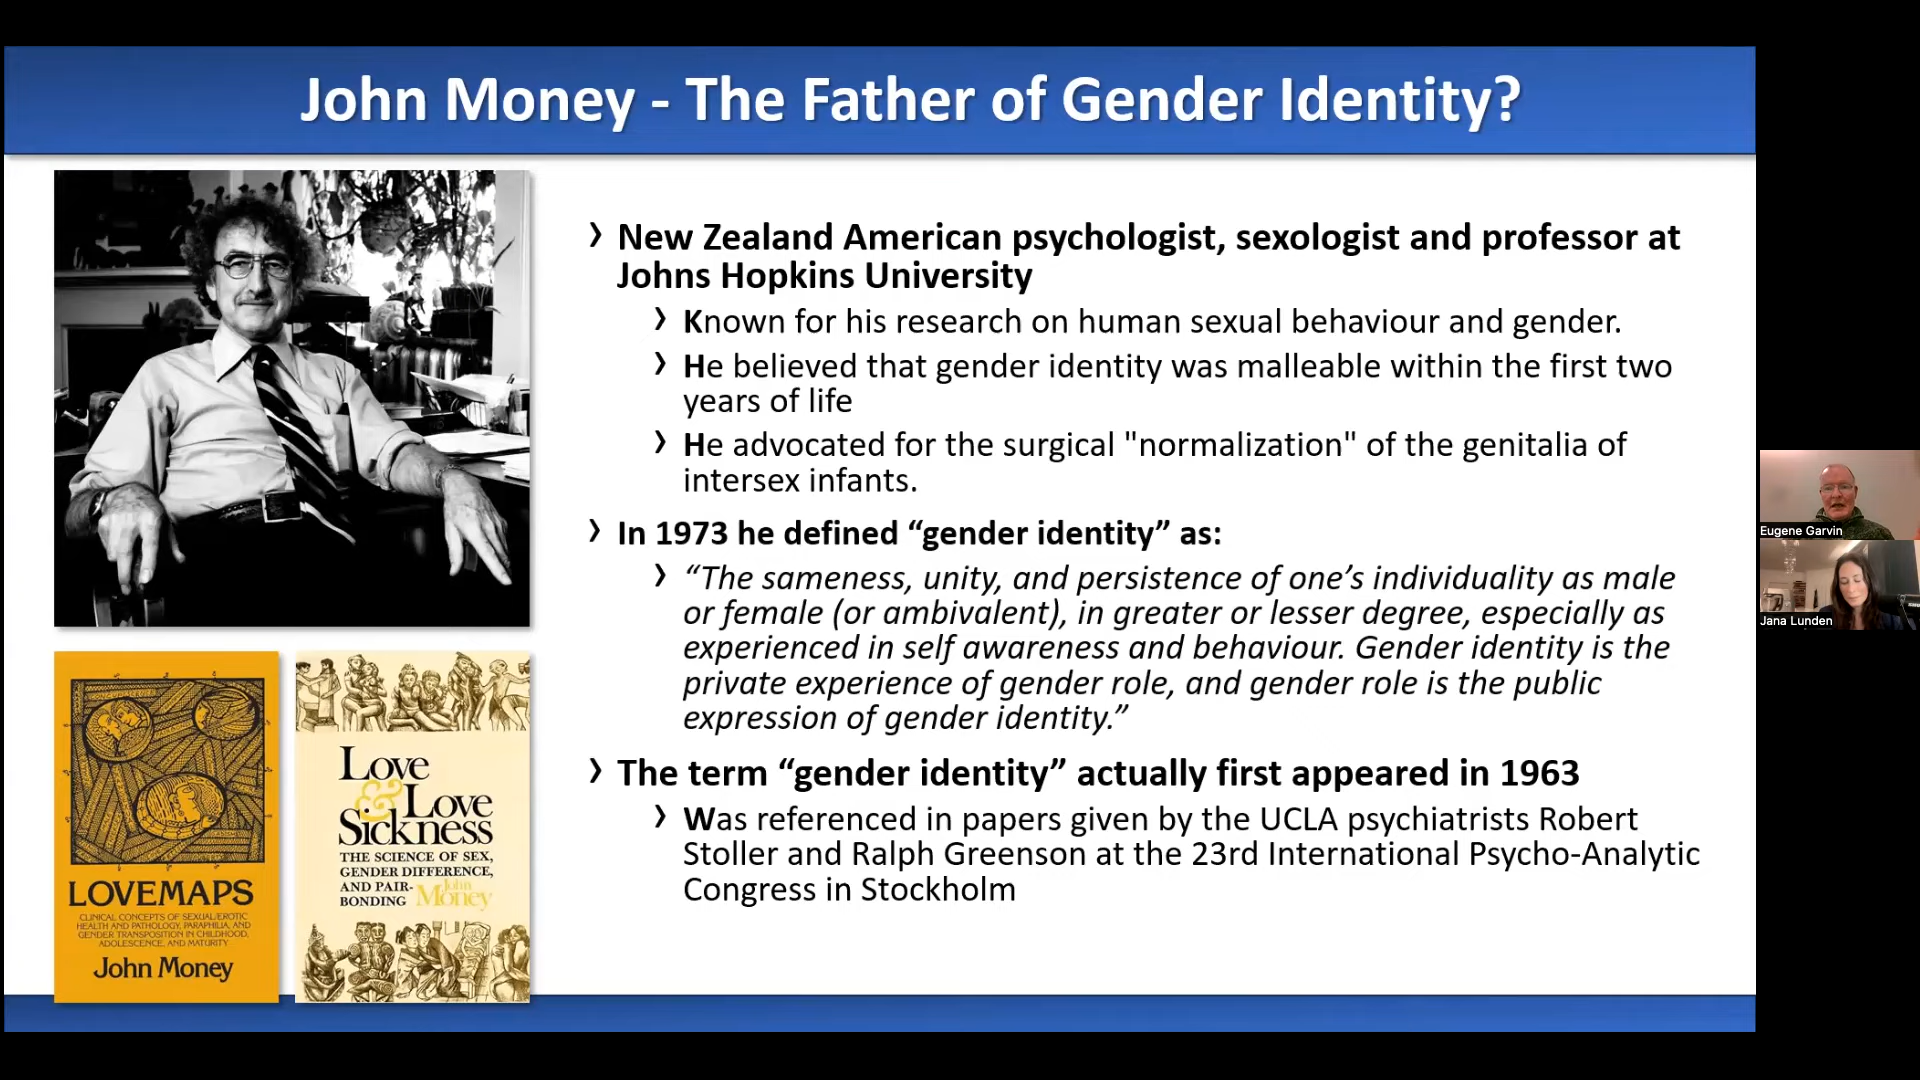 John Money - The Father of Gender Identity?
› New Zealand American psychologist, sexologist and professor at
Johns Hopkins University
› Known for his research on human sexual behaviour and gender.
› He believed that gender identity was malleable within the first two
years of life
› He advocated for the surgical "normalization" of the genitalia of
intersex infants.
› In 1973 he defined “gender identity” as:
› “The sameness, unity, and persistence of one’s individuality as male
or female (or ambivalent), in greater or lesser degree, especially as
experienced in self awareness and behaviour. Gender identity is the
private experience of gender role, and gender role is the public
expression of gender identity.”
› The term “gender identity” actually first appeared in 1963
› Was referenced in papers given by the UCLA psychiatrists Robert
Stoller and Ralph Greenson at the 23rd International Psycho-Analytic
Congress in Stockholm
LOVEMAPS
CLINICAL CONCEPTS OF SEXUAL/EROTIC
HEALTH AND PATHOLOGY, PARAPHILIA, AND
GENDER TRANSPOSITION IN CHILDHOOD,
ADOLESCENCE, AND MATURITY
John Money
Love
& Love
Sickness
THE SCIENCE OF SEX,
GENDER DIFFERENCE,
AND PAIR-
BONDING
John
Money
Eugene Garvin
Jana Lunden